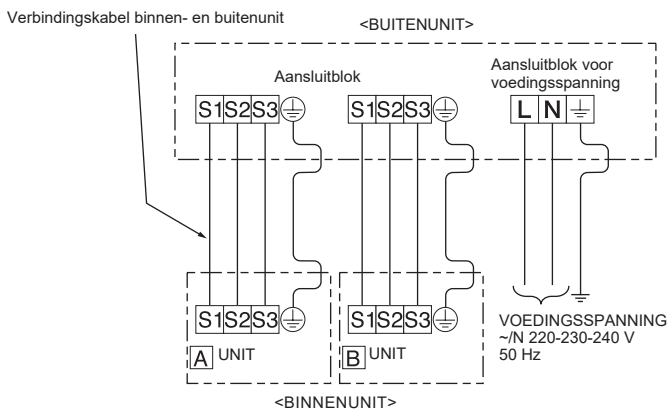 Verbindingskabel binnen- en buitenunit
<BUITENUNIT>
Aansluitblok
Aansluitblok voor
voedingsspanning
S1 S2 S3
S1 S2 S3
L N
S1 S2 S3
S1 S2 S3
A UNIT
B UNIT
VOEDINGSSPANNING
~/N 220-230-240 V
50 Hz
<BINNENUNIT>